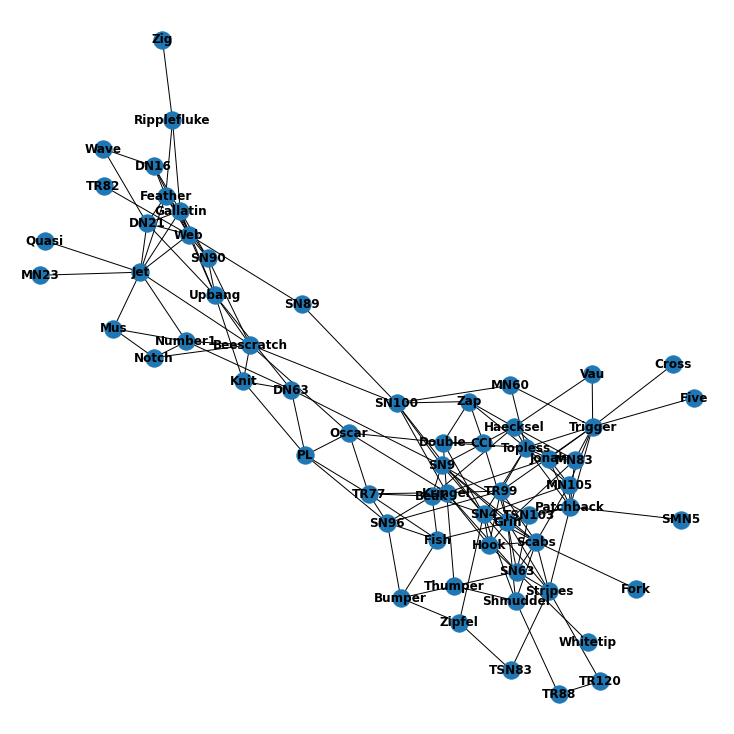 Zig
Ripplefluke
Wave
DN16
TR82
Feather
Gallatin
DN21
Web
Quasi
SN90
MN23
Jet
Upbang
SN89
Mus
Number1
Beescratch
Notch
Cross
Vau
Knit
MN60
DN63
Five
Zap
SN100
Haecksel
Trigger
Oscar
Double
CCL
Topless
PL
Jonah
MN83
SN9
MN105
TR77
Kringel
TR99
Beak
Patchback
SN4
TSN103
SMN5
SN96
Grin
Fish
Hook
Scabs
SN63
Thumper
Stripes
Fork
Bumper
Shmuddel
Zipfel
Whitetip
TSN83
TR120
TR88